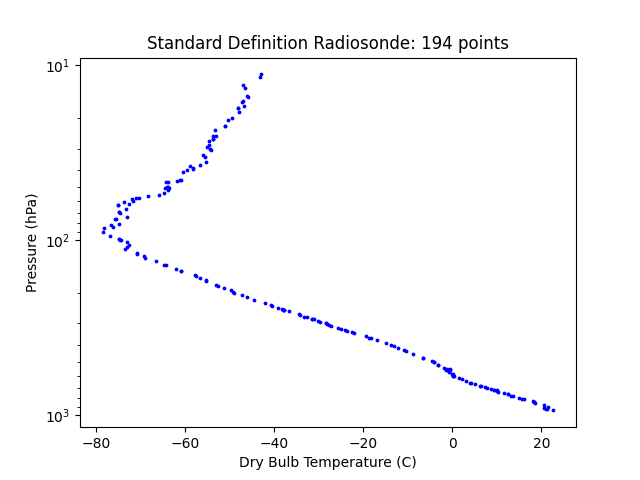 Standard Definition Radiosonde: 194 points
10¹
10²
10³
Pressure (hPa)
−80 −60 −40 −20 0 20
Dry Bulb Temperature (C)